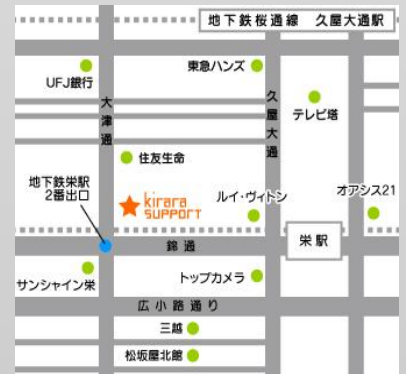 地下鉄桜通線 久屋大通駅
東急ハンズ
UFJ銀行
大津通
久屋大通
テレビ塔
住友生命
地下鉄栄駅
2番出口
kirara
SUPPORT
ルイ・ヴィトン
オアシス21
錦通
栄駅
サンシャイン栄
トップカメラ
広小路通り
三越
松坂屋北館